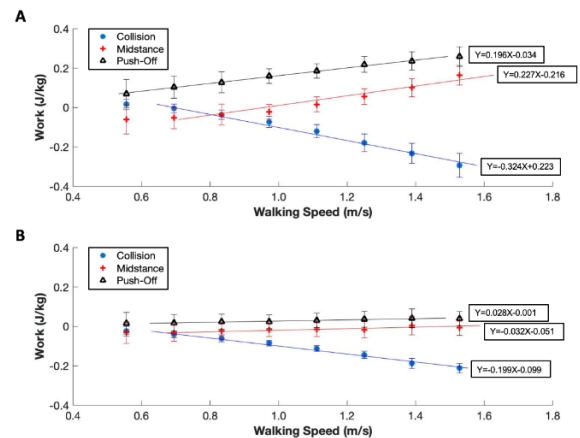 A
Collision
Midstance
Push-Off
Y=0.196X-0.034
Y=0.227X-0.216
Y=-0.324X+0.223
Work (J/kg)
0.4
0.2
0
-0.2
-0.4
0.4 0.6 0.8 1.0 1.2 1.4 1.6 1.8
Walking Speed (m/s)
B
Collision
Midstance
Push-Off
Y=0.028X-0.001
Y=-0.032X-0.051
Y=-0.199X-0.099
Work (J/kg)
0.4
0.2
0
-0.2
-0.4
0.4 0.6 0.8 1.0 1.2 1.4 1.6 1.8
Walking Speed (m/s)